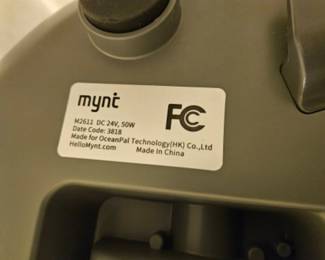 mynt
FC
M2611 DC 24V, 50W
Date Code: 3818
Made for OceanPal Technology(HK) Co.,Ltd
HelloMynt.com
Made In China